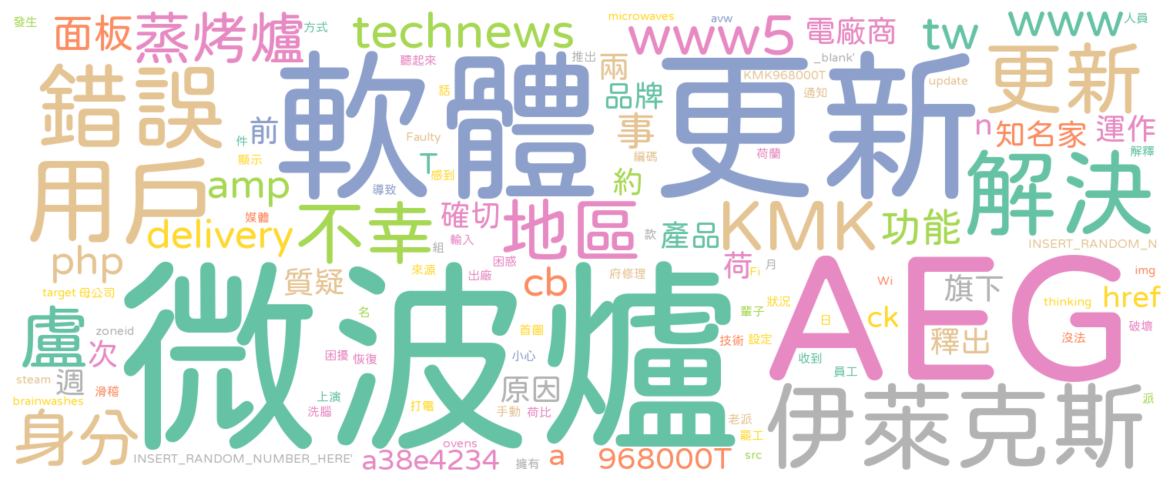 發生
面板
蒸烤爐
方式
technews
聽起來
microwaves
avw
www5
推出
電廠商
_blank'
tw
www
人員
錯誤
軟體
更新
兩
品牌
KMK968000T
通知
update
更新
話
前
件
顯示
Faulty
T
感到
導致
事
編碼
約
荷蘭
n
知名家
運作
解釋
用戶
amp
不幸
delivery
媒體
確切
組
輸入
地區
款
產品
KMK
功能
解決
INSERT_RANDOM_N
php
target
母公司
質疑
來源
困惑
出廠
cb
府修理
荷
Fi
月
狀況
Wi
旗下
img
thinking
href
盧
zoneid
次
週
steam
brainwashes
滑稽
微波爐
名
困擾
恢復
首圖
小心
輩子
日
技術
設定
AEG
ck
釋出
沒法
破壞
收到
員工
上演
洗腦
打電
原因
手動
荷比
老派
罷工
伊萊克斯
派
身分
INSERT_RANDOM_NUMBER_HERE'
a38e4234
ovens
擁有
a
968000T
src